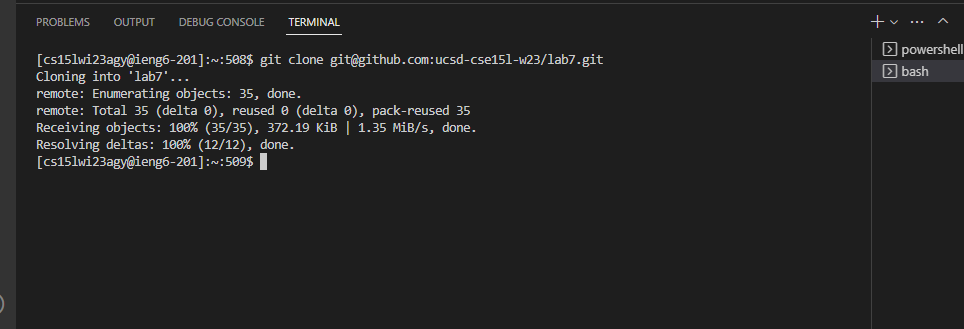 PROBLEMS OUTPUT DEBUG CONSOLE TERMINAL
[cs15lwi23agy@ieng6-201]:~:508$ git clone git@github.com:ucsd-cse15l-w23/lab7.git
Cloning into 'lab7'...
remote: Enumerating objects: 35, done.
remote: Total 35 (delta 0), reused 0 (delta 0), pack-reused 35
Receiving objects: 100% (35/35), 372.19 KiB | 1.35 MiB/s, done.
Resolving deltas: 100% (12/12), done.
[cs15lwi23agy@ieng6-201]:~:509$
powershell
bash